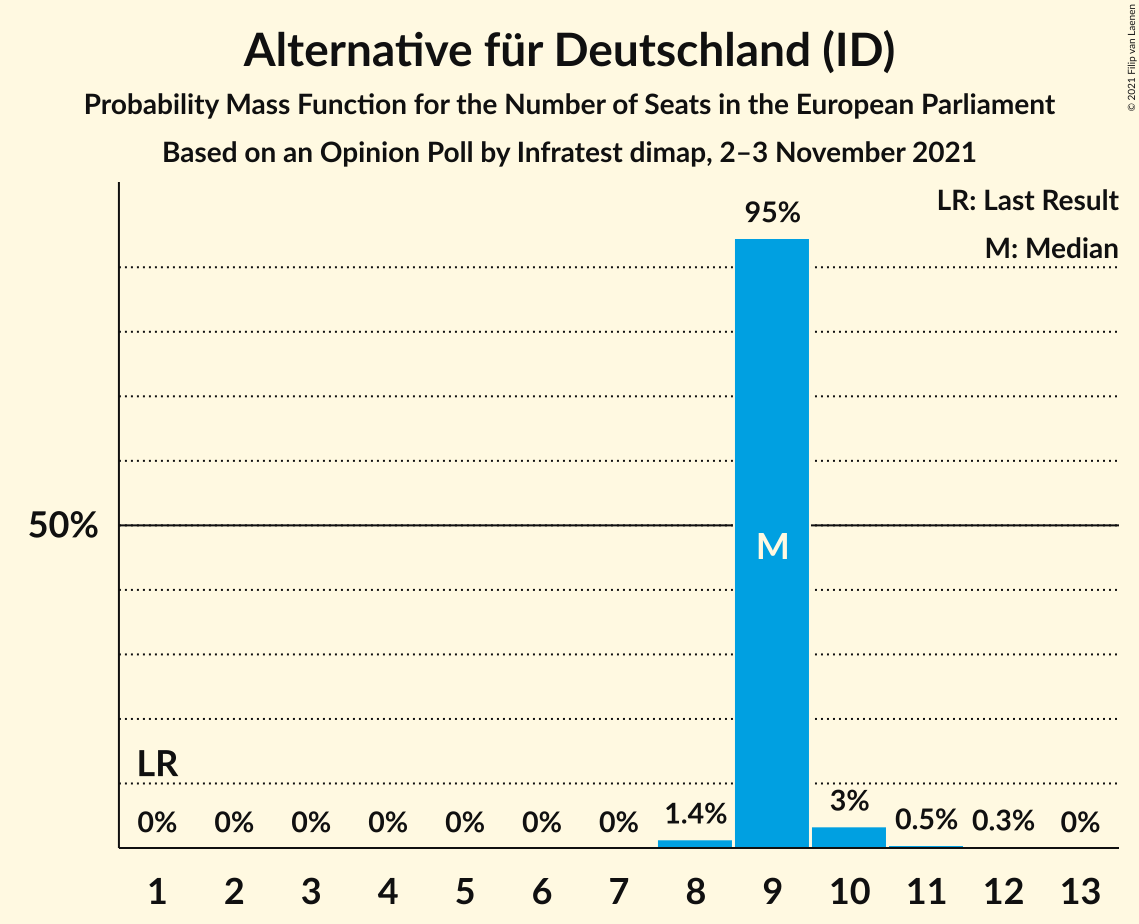 Alternative für Deutschland (ID)
Probability Mass Function for the Number of Seats in the European Parliament
Based on an Opinion Poll by Infratest dimap, 2–3 November 2021
© 2021 Filip van Laenen
LR: Last Result
M: Median
95%
50%
M
LR
0% 0% 0% 0% 0% 0% 0% 1.4% 3% 0.5% 0.3% 0%
1 2 3 4 5 6 7 8 9 10 11 12 13